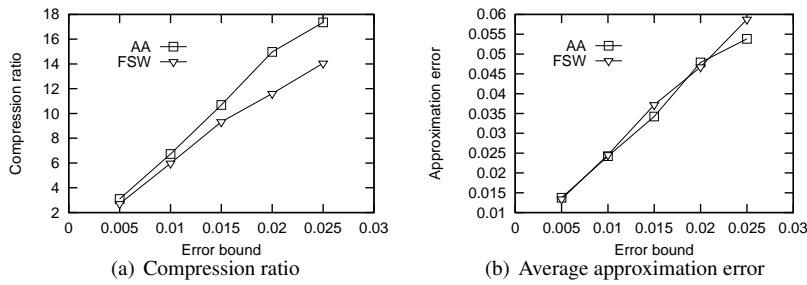 18
16
14
12
10
8
6
4
2
Compression ratio
AA
FSW
0 0.005 0.01 0.015 0.02 0.025 0.03
Error bound
(a) Compression ratio
0.06
0.055
0.05
0.045
0.04
0.035
0.03
0.025
0.02
0.015
0.01
Approximation error
AA
FSW
0 0.005 0.01 0.015 0.02 0.025 0.03
Error bound
(b) Average approximation error